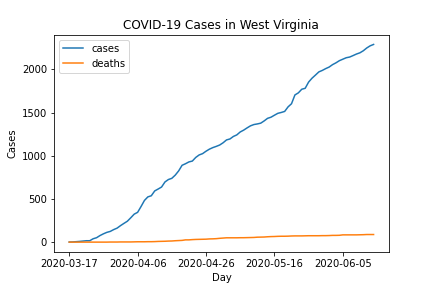 COVID-19 Cases in West Virginia
cases
deaths
Cases
2000
1500
1000
500
0
2020-03-17 2020-04-06 2020-04-26 2020-05-16 2020-06-05
Day